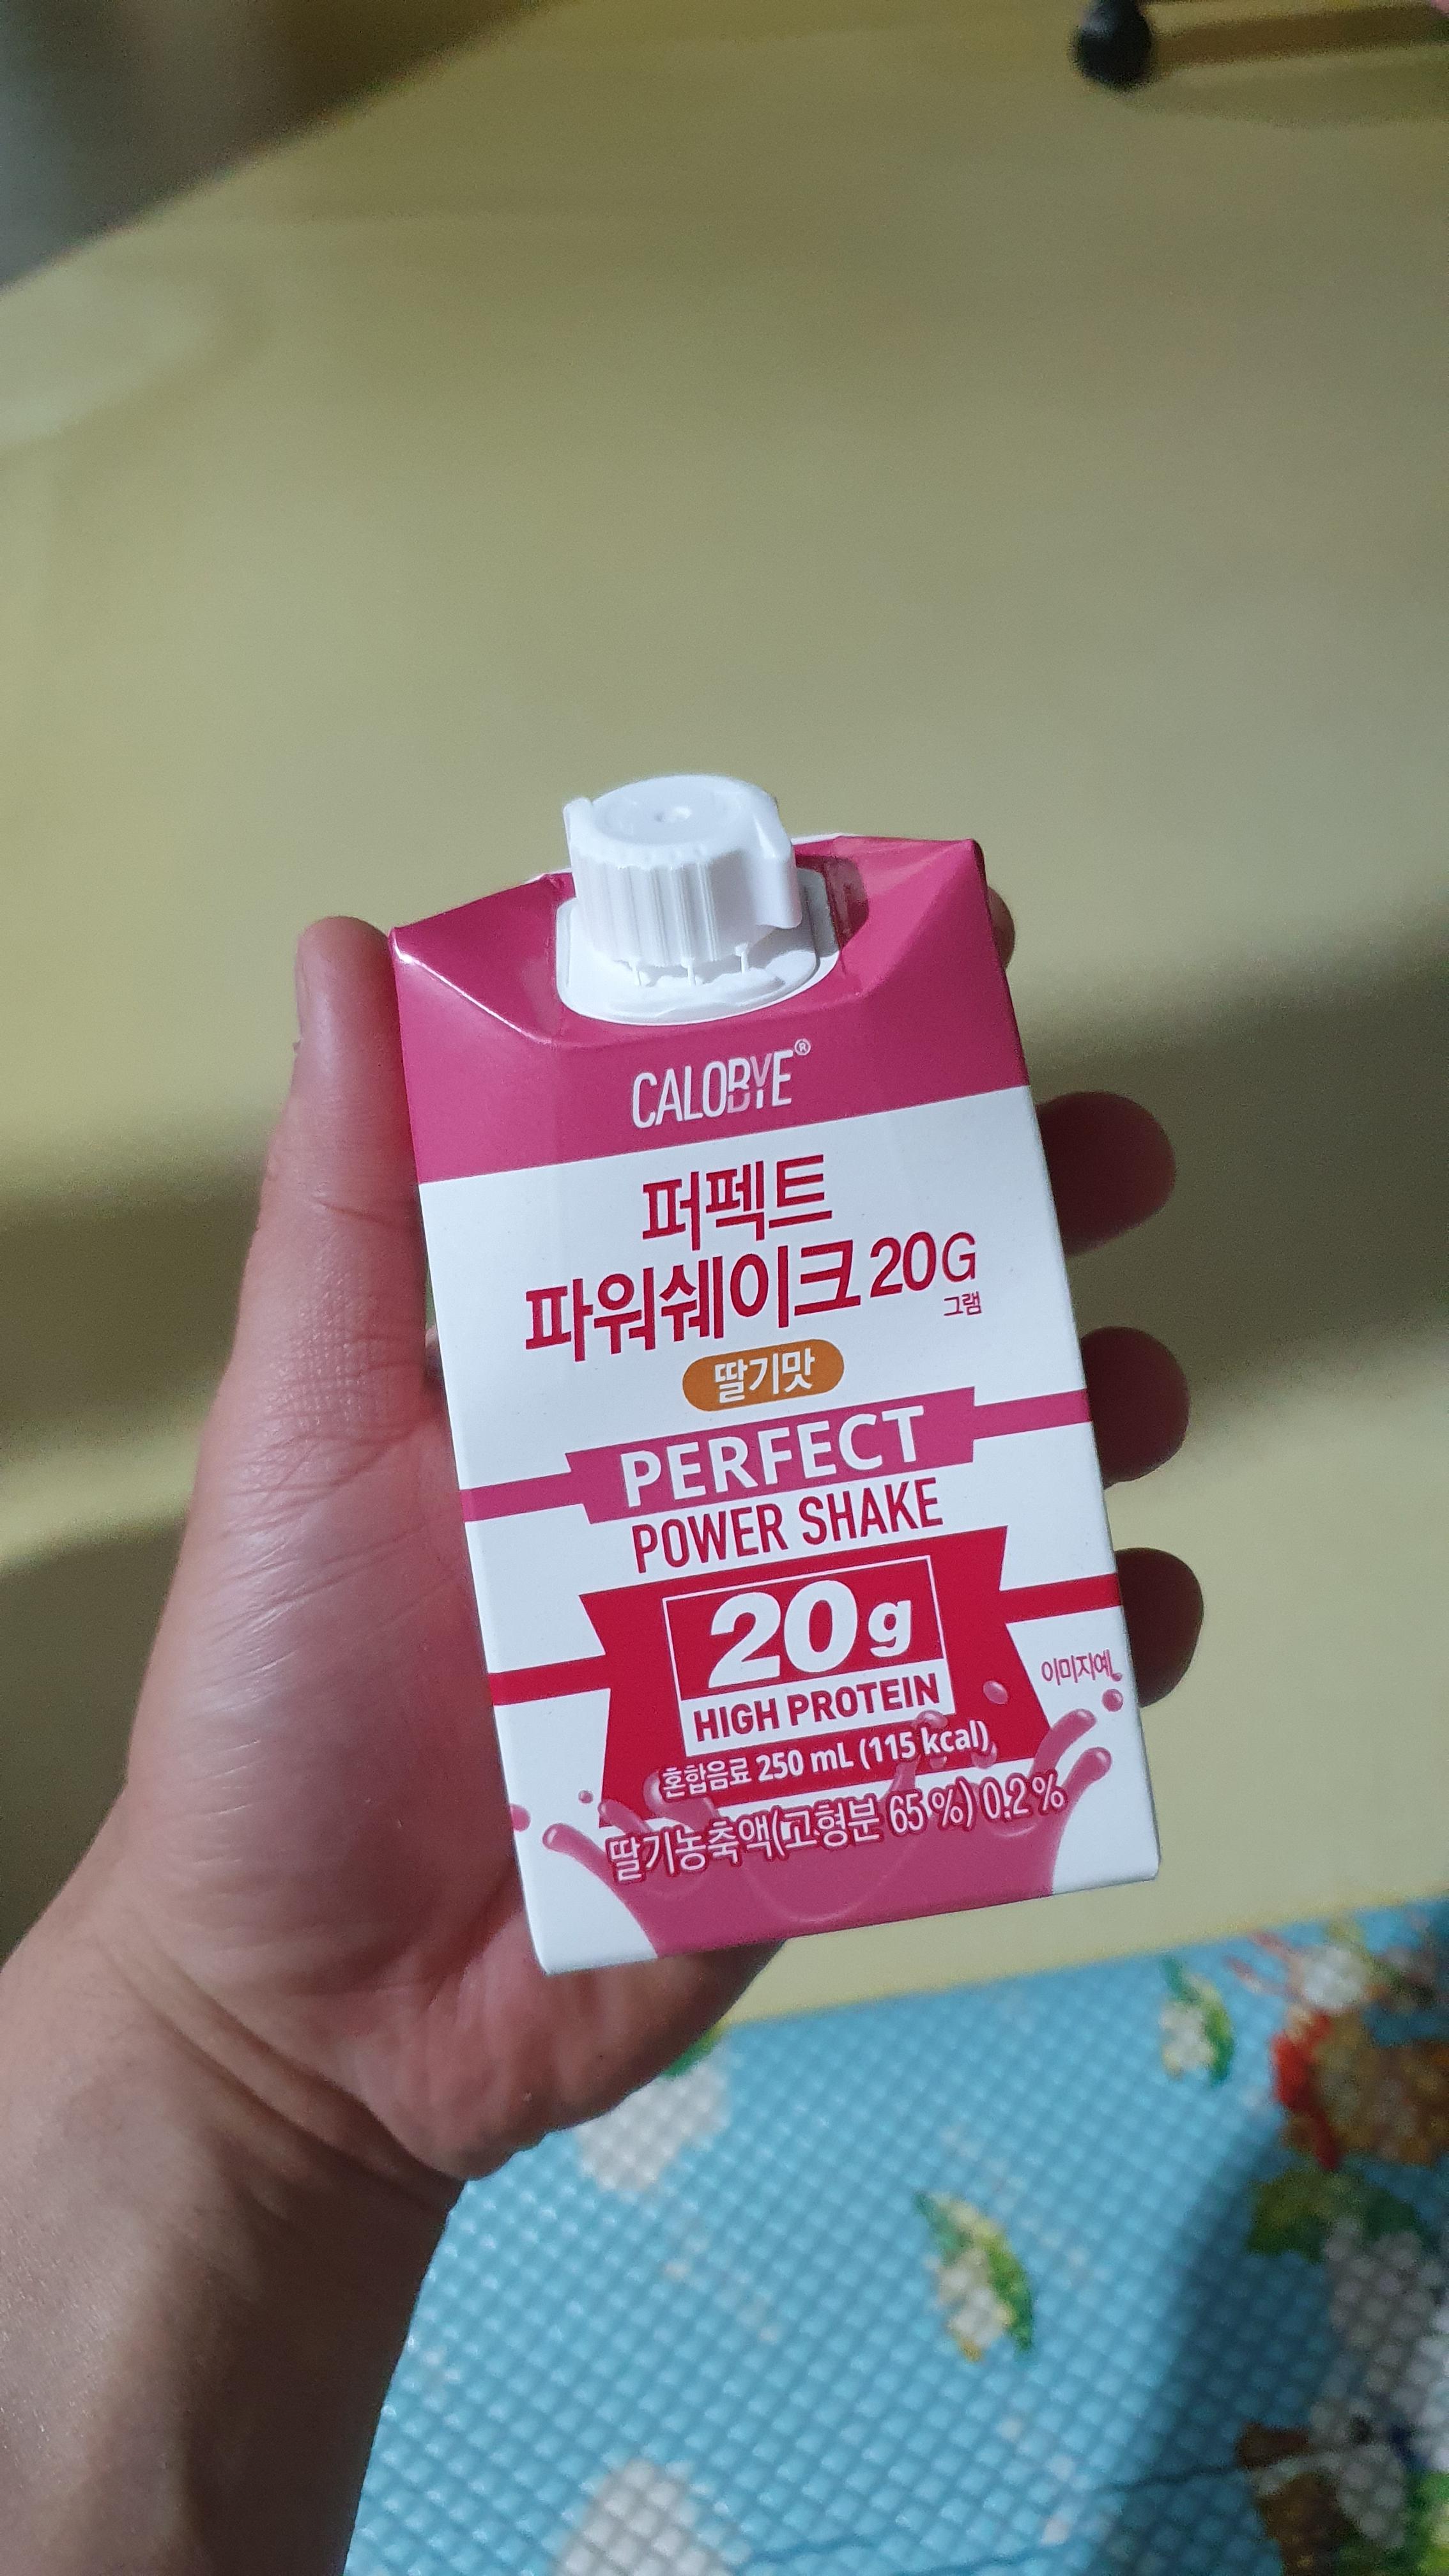 CALOBYE®
퍼펙트
파워쉐이크 20G
그램
딸기맛
PERFECT
POWER SHAKE
20g
HIGH PROTEIN
이미지예
혼합음료 250 mL (115 kcal)
딸기농축액(고형분 65 %) 0.2 %